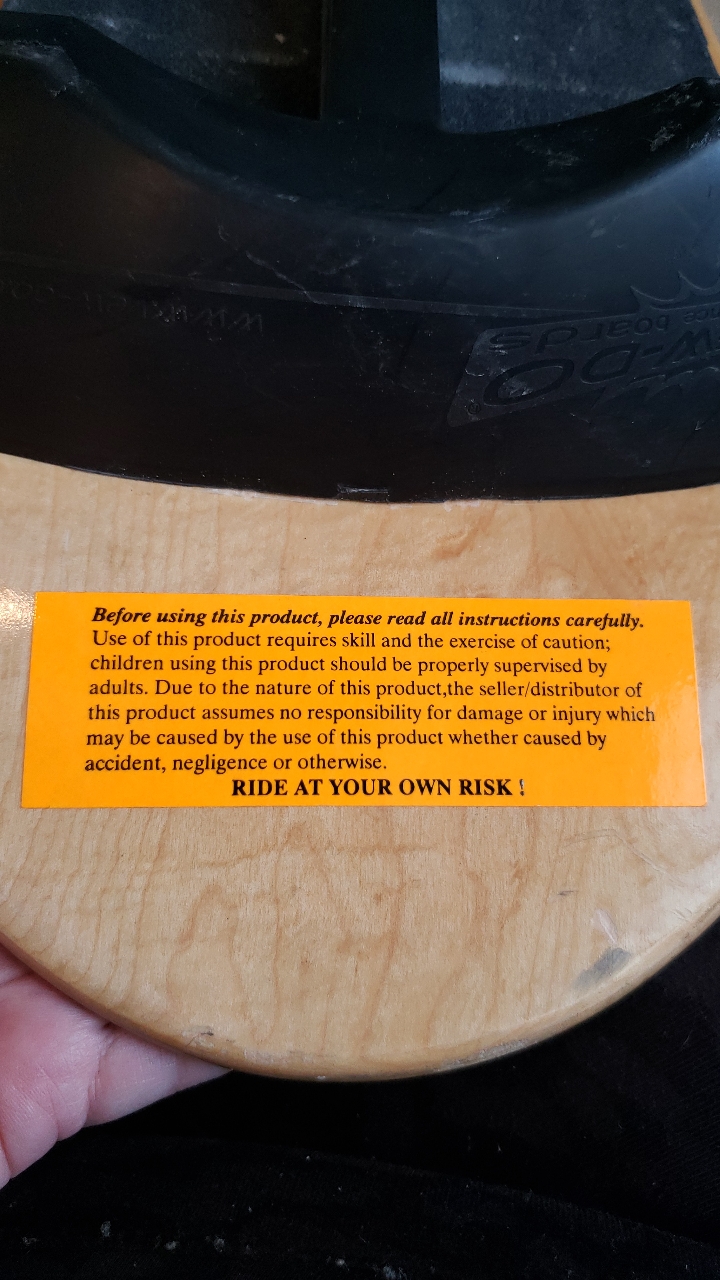 ce boards
W-DO
Before using this product, please read all instructions carefully.
Use of this product requires skill and the exercise of caution;
children using this product should be properly supervised by
adults. Due to the nature of this product,the seller/distributor of
this product assumes no responsibility for damage or injury which
may be caused by the use of this product whether caused by
accident, negligence or otherwise.
RIDE AT YOUR OWN RISK !